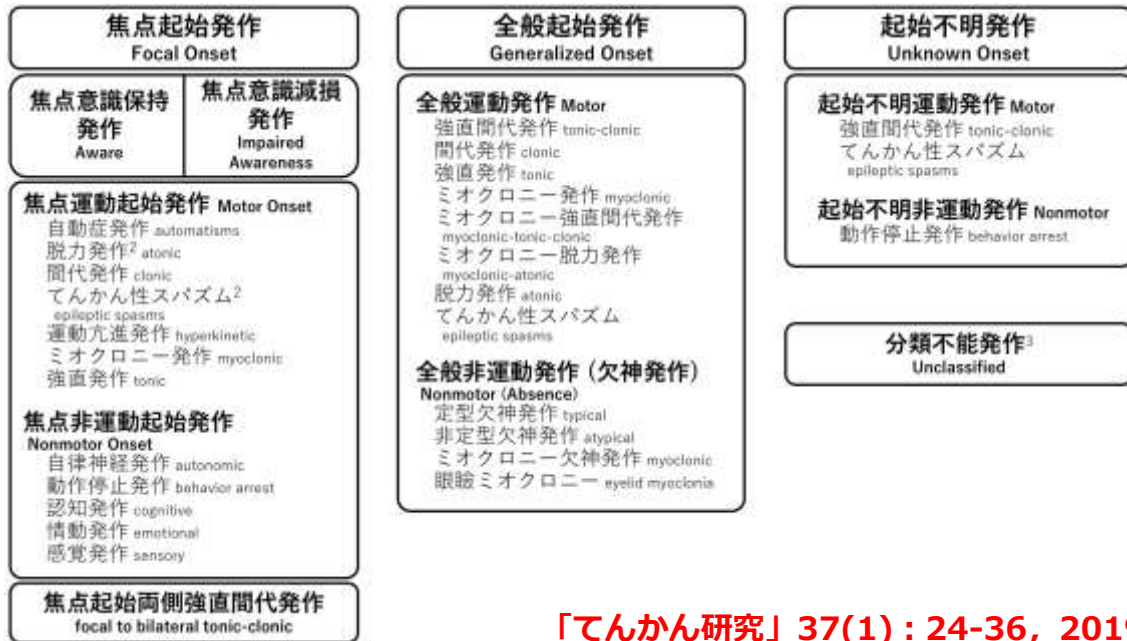 焦点起始発作
Focal Onset
焦点意識保持
発作
Aware
焦点意識減損
発作
Impaired
Awareness
焦点運動起始発作 Motor Onset
自動症発作 automatisms
脱力発作2 atonic
間代発作 clonic
てんかん性スパズム2
epileptic spasms
運動亢進発作 hyperkinetic
ミオクロニー発作 myoclonic
強直発作 tonic
焦点非運動起始発作
Nonmotor Onset
自律神経発作 autonomic
動作停止発作 behavior arrest
認知発作 cognitive
情動発作 emotional
感覚発作 sensory
焦点起始両側強直間代発作
focal to bilateral tonic-clonic
全般起始発作
Generalized Onset
全般運動発作 Motor
強直間代発作 tonic-clonic
間代発作 clonic
強直発作 tonic
ミオクロニー発作 myoclonic
ミオクロニー強直間代発作
myoclonic-tonic-clonic
ミオクロニー脱力発作
myoclonic-atonic
脱力発作 atonic
てんかん性スパズム
epileptic spasms
全般非運動発作 (欠神発作)
Nonmotor (Absence)
定型欠神発作 typical
非定型欠神発作 atypical
ミオクロニー欠神発作 myoclonic
眼瞼ミオクロニー eyelid myoclonia
起始不明発作
Unknown Onset
起始不明運動発作 Motor
強直間代発作 tonic-clonic
てんかん性スパズム
epileptic spasms
起始不明非運動発作 Nonmotor
動作停止発作 behavior arrest
分類不能発作3
Unclassified
「てんかん研究」37(1):24-36, 2019